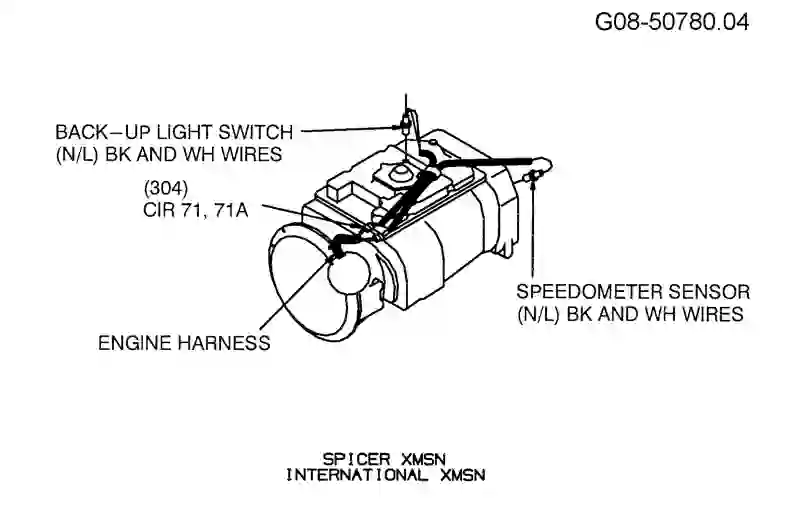 G08-50780.04
BACK-UP LIGHT SWITCH
(N/L) BK AND WH WIRES
(304)
CIR 71, 71A
SPEEDOMETER SENSOR
(N/L) BK AND WH WIRES
ENGINE HARNESS
SPICER XMSN
INTERNATIONAL XMSN